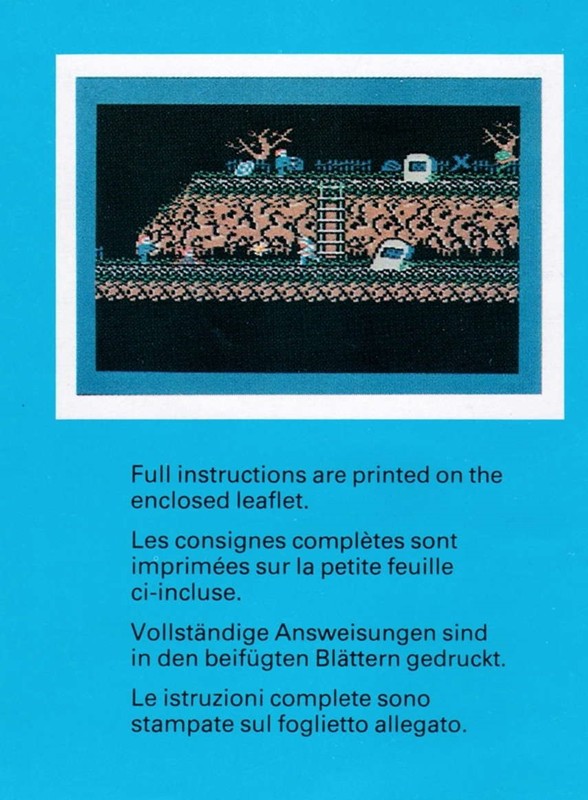 Full instructions are printed on the
enclosed leaflet.
Les consignes complètes sont
imprimées sur la petite feuille
ci-incluse.
Vollständige Answeisungen sind
in den beifügten Blättern gedruckt.
Le istruzioni complete sono
stampate sul foglietto allegato.